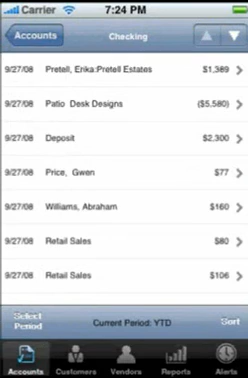 Carrier 7:24 PM
Accounts Checking
9/27/08 Pretell, Erika:Pretell Estates $1,389
9/27/08 Patio Desk Designs ($5,580)
9/27/08 Deposit $2,300
9/27/08 Price, Gwen $77
9/27/08 Williams, Abraham $160
9/27/08 Retail Sales $80
9/27/08 Retail Sales $106
Select Period Current Period: YTD Sort
Accounts Customers Vendors Reports Alerts